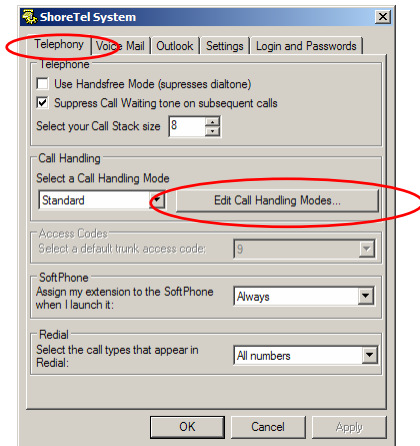 ShoreTel System
Telephony Voice Mail Outlook Settings Login and Passwords
Telephone
Use Handsfree Mode (supresses dialtone)
Suppress Call Waiting tone on subsequent calls
Select your Call Stack size 8
Call Handling
Select a Call Handling Mode
Standard Edit Call Handling Modes...
Access Codes
Select a default trunk access code: 9
SoftPhone
Assign my extension to the SoftPhone
when I launch it: Always
Redial
Select the call types that appear in
Redial: All numbers
OK Cancel Apply